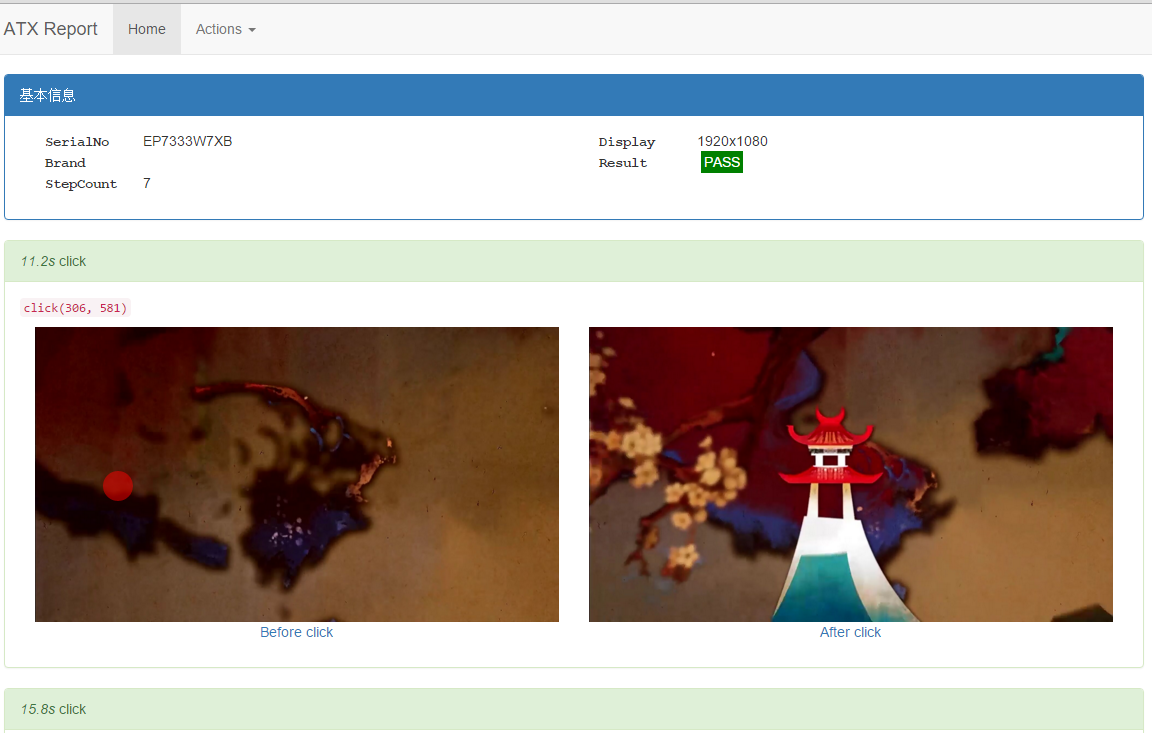 ATX Report Home Actions
基本信息
SerialNo EP7333W7XB Display 1920x1080
Brand Result PASS
StepCount 7
11.2s click
click(306, 581)
Before click After click
15.8s click